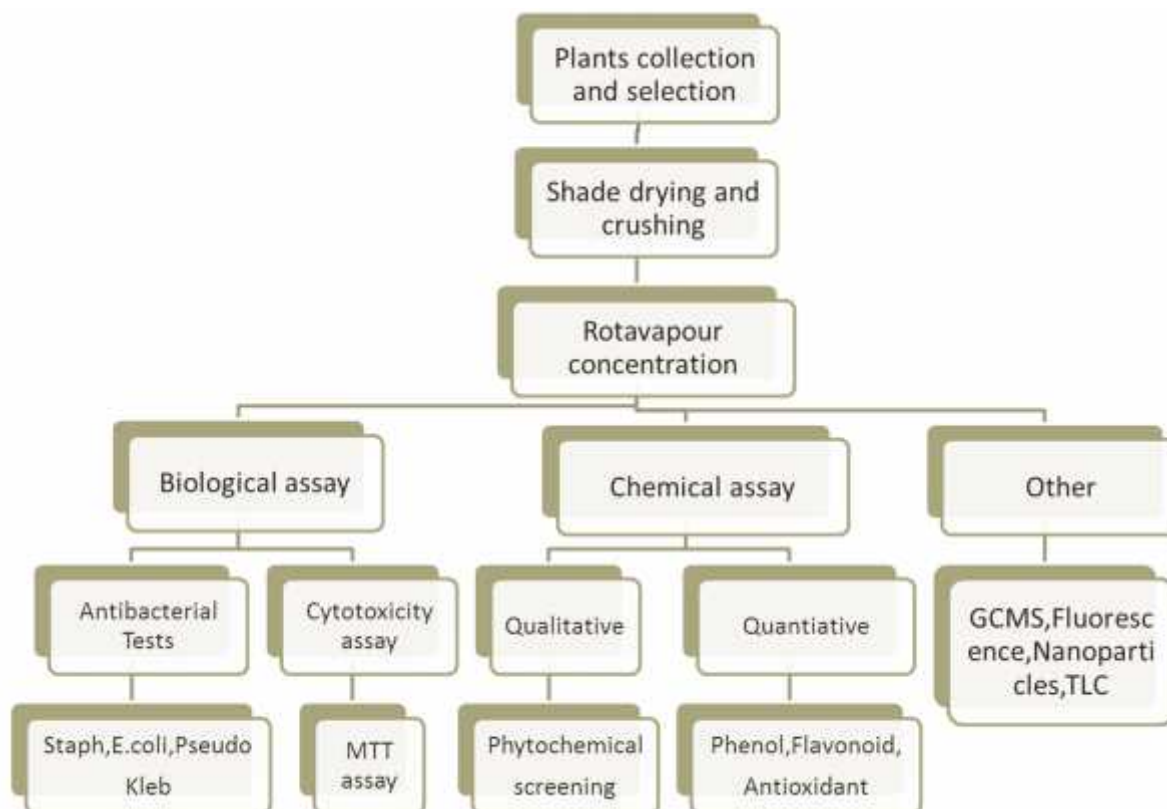 Plants collection
and selection
Shade drying and
crushing
Rotavapour
concentration
Biological assay
Chemical assay
Other
Antibacterial
Tests
Cytotoxicity
assay
Qualitative
Quantiative
GCMS,Fluoresc
ence,Nanoparti
cles,TLC
Staph,E.coli,Pseudo
Kleb
MTT
assay
Phytochemical
screening
Phenol,Flavonoid,
Antioxidant